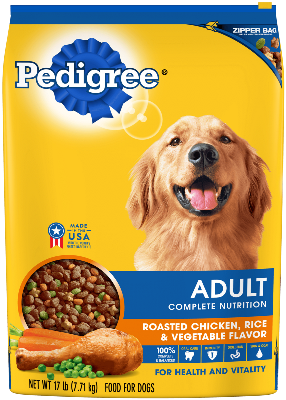 ZIPPER BAG
Pedigree®
MADE
IN THE
USA
ADULT
COMPLETE NUTRITION
ROASTED CHICKEN, RICE
& VEGETABLE FLAVOR
100%
FOR HEALTH AND VITALITY
NET WT 17 lb (7.71 kg) FOOD FOR DOGS